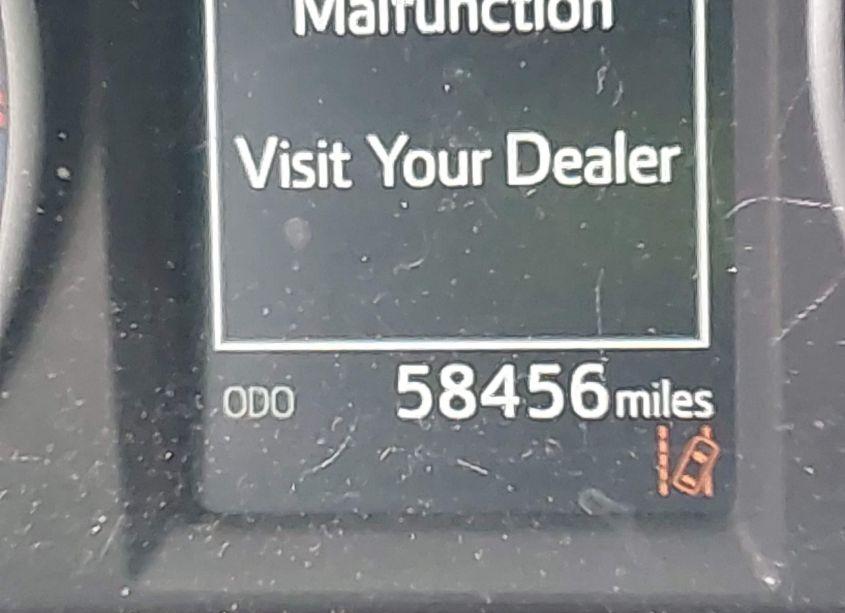 Malfunction
Visit Your Dealer
ODO 58456 miles